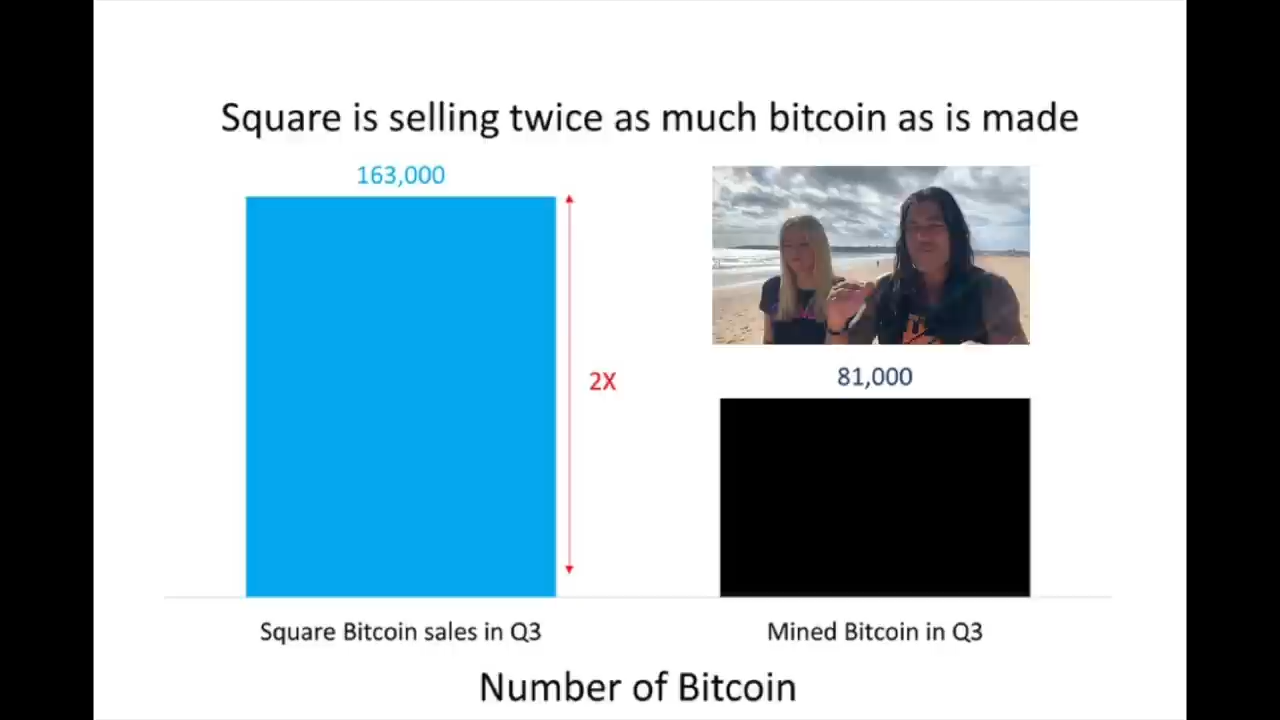 Square is selling twice as much bitcoin as is made
163,000
2X
81,000
Square Bitcoin sales in Q3
Mined Bitcoin in Q3
Number of Bitcoin